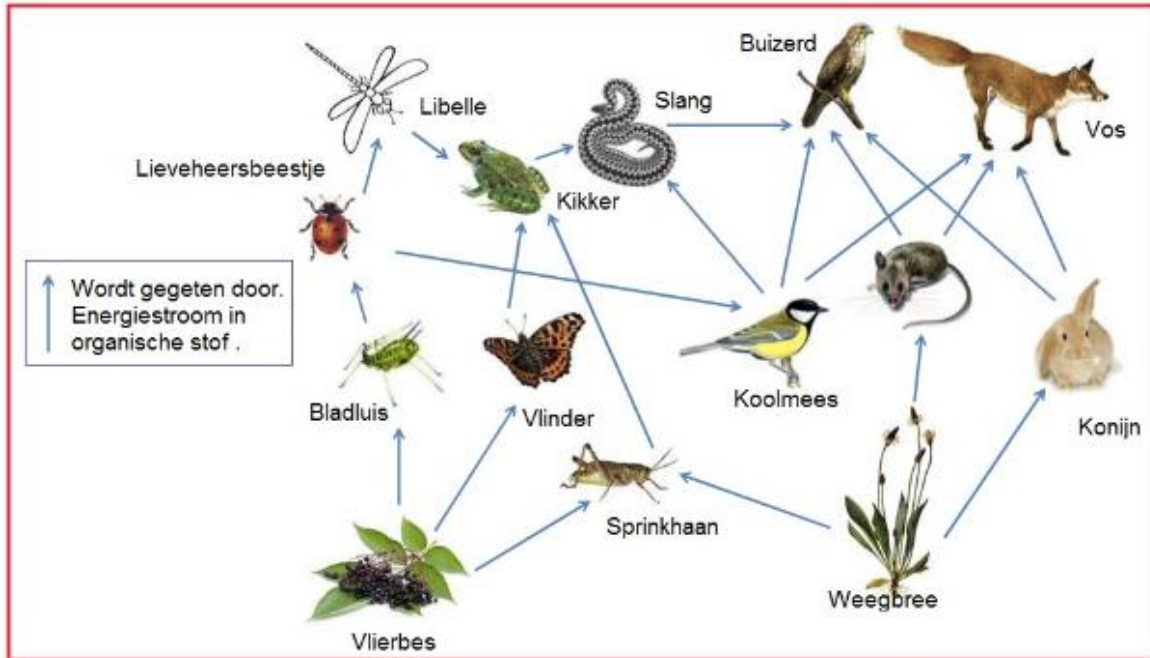 Buizerd
Libelle
Slang
Vos
Lieveheersbeestje
Kikker
Wordt gegeten door.
Energiestroom in
organische stof .
Bladluis
Vlinder
Koolmees
Konijn
Sprinkhaan
Weegbree
Vlierbes